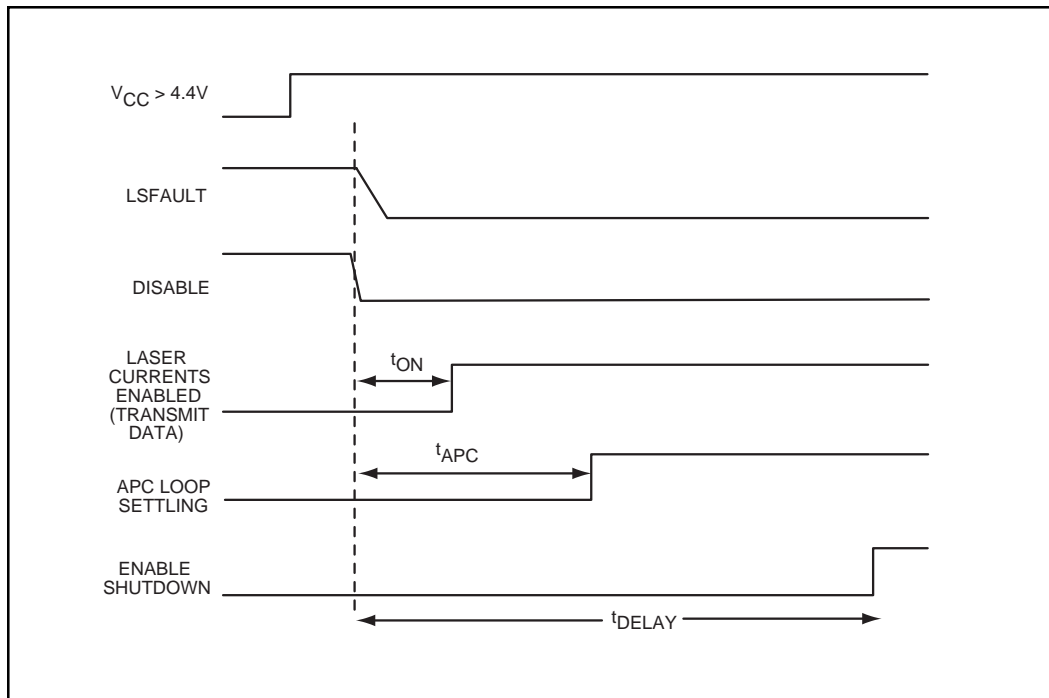 VCC > 4.4V
LSFAULT
DISABLE
LASER
CURRENTS
ENABLED
(TRANSMIT
DATA)
tON
tAPC
APC LOOP
SETTLING
ENABLE
SHUTDOWN
tDELAY